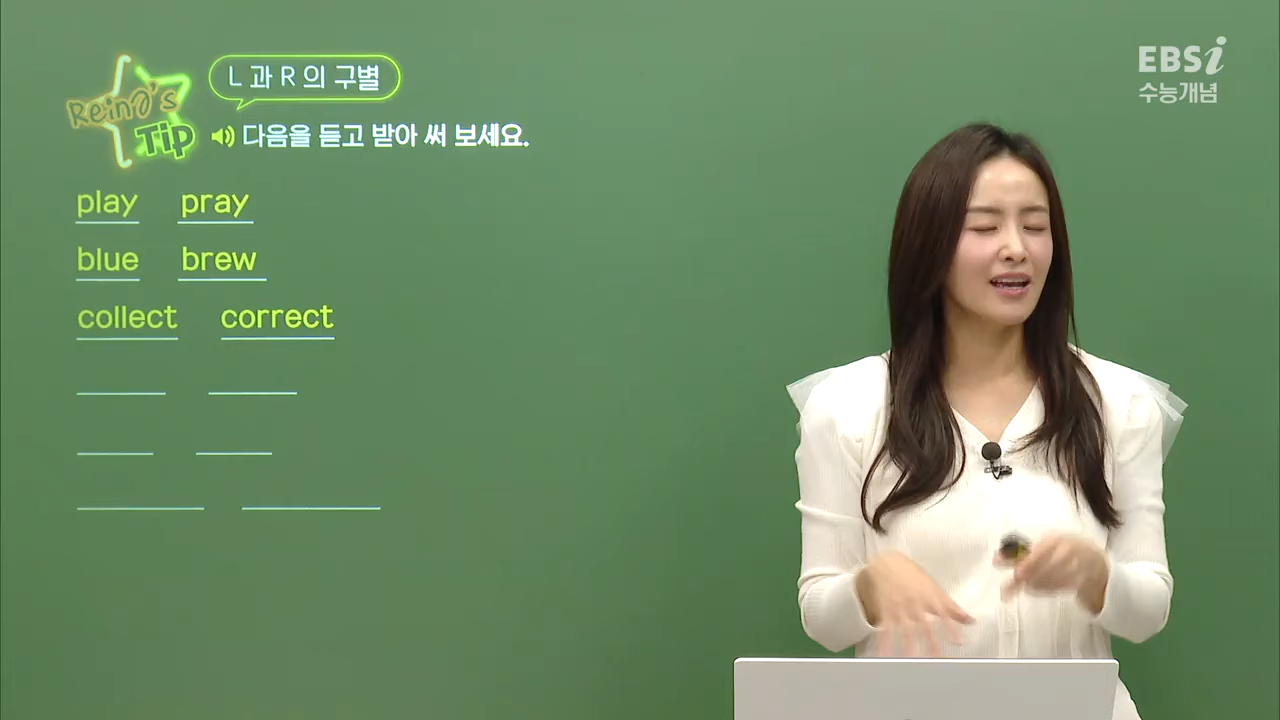 Reina's Tip
L 과 R 의 구별
다음을 듣고 받아 써 보세요.
play pray
blue brew
collect correct
EBSi
수능개념